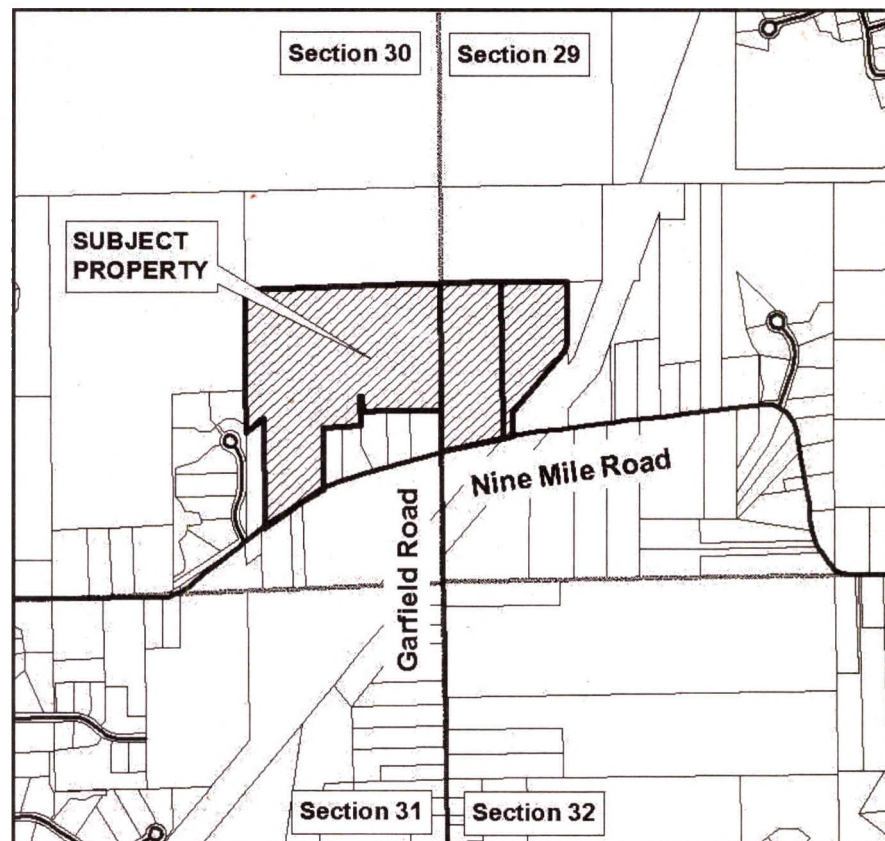 Section 30
Section 29
SUBJECT
PROPERTY
Nine Mile Road
Garfield Road
Section 31
Section 32